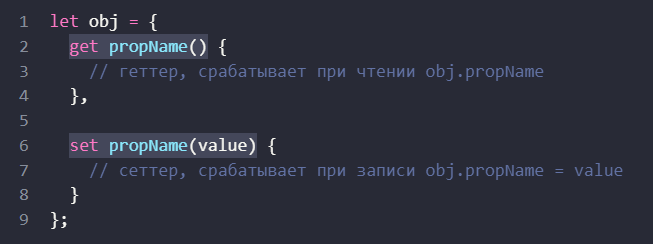 1 let obj = {
2   get propName() {
3     // геттер, срабатывает при чтении obj.propName
4   },
5
6   set propName(value) {
7     // сеттер, срабатывает при записи obj.propName = value
8   }
9 };